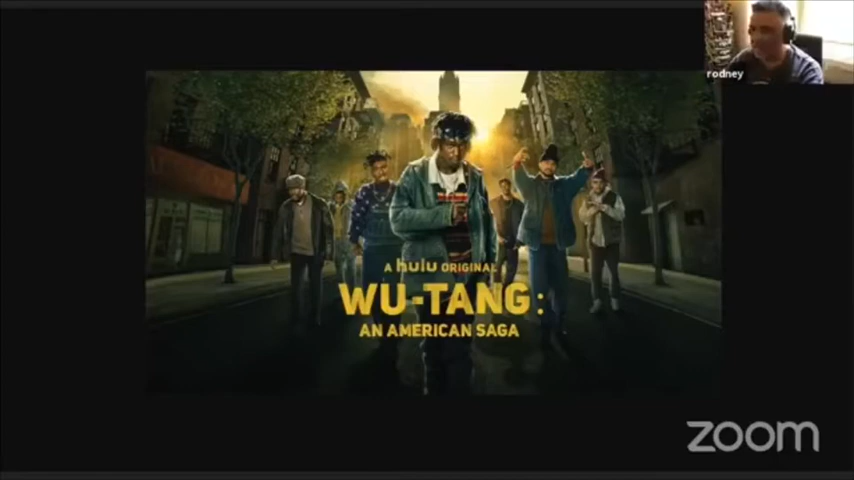 rodney
A hulu ORIGINAL
WU-TANG:
AN AMERICAN SAGA
zoom